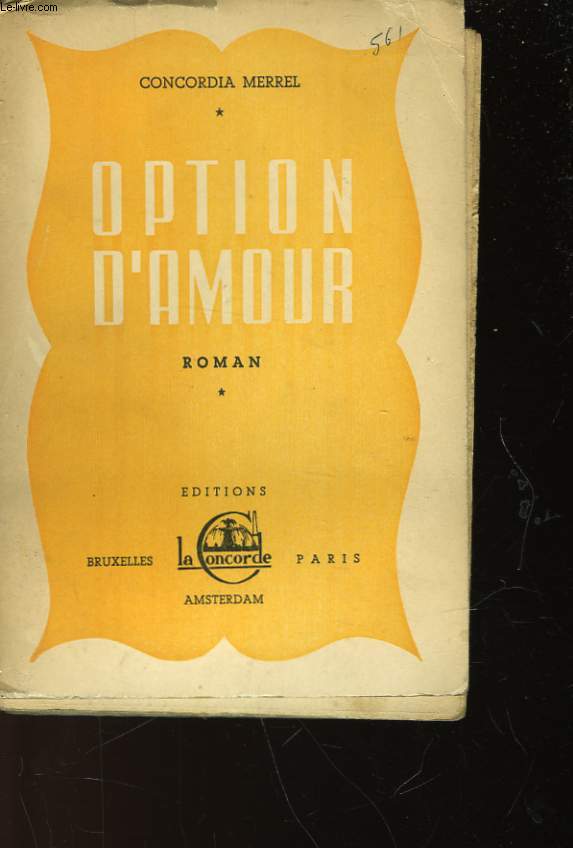 Le-livre.com
561
CONCORDIA MERREL
★
OPTION
D'AMOUR
ROMAN
★
EDITIONS
BRUXELLES la Concorde PARIS
AMSTERDAM